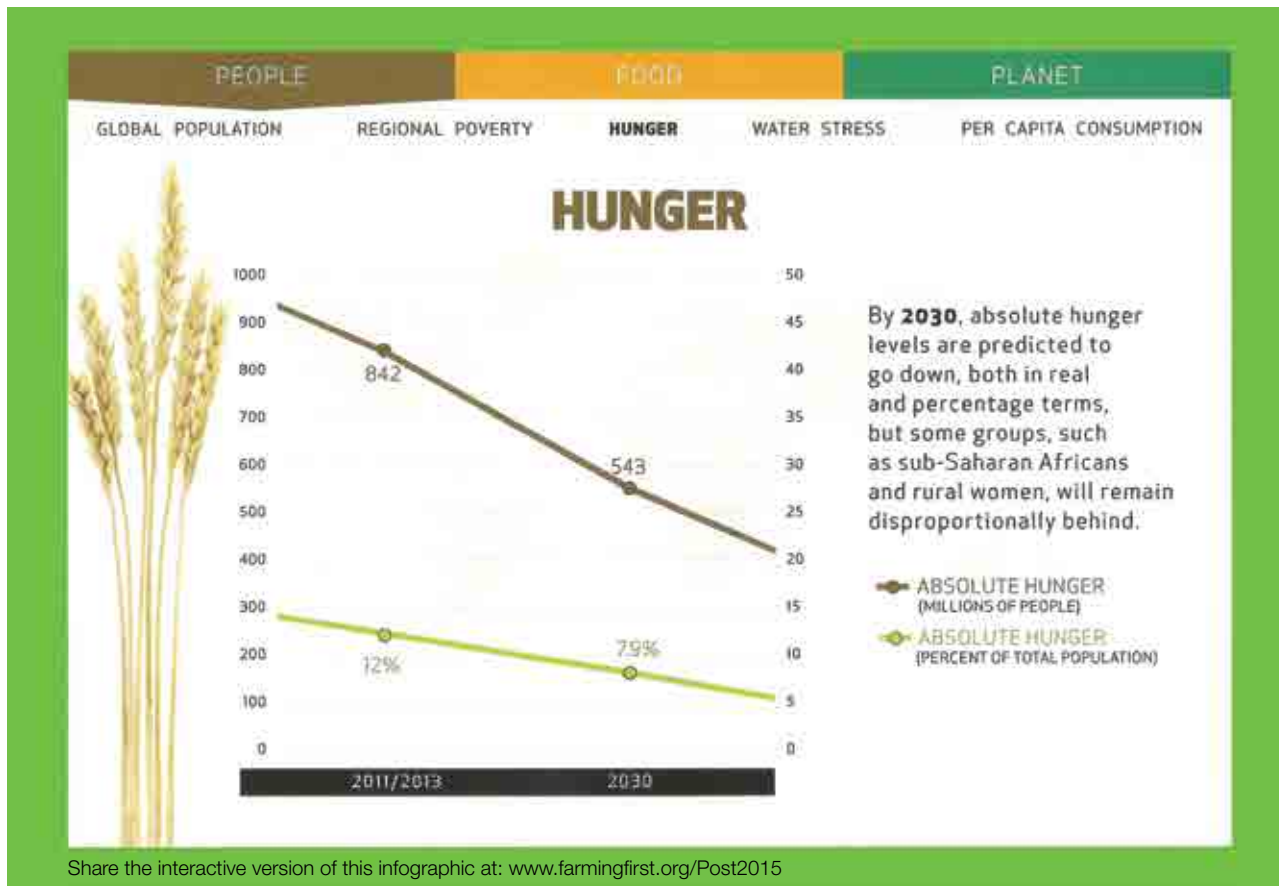 PEOPLE
FOOD
PLANET
GLOBAL POPULATION
REGIONAL POVERTY
HUNGER
WATER STRESS
PER CAPITA CONSUMPTION
HUNGER
1000
900
800
700
600
500
400
300
200
100
0
842
543
12%
7.9%
50
45
40
35
30
25
20
15
10
5
0
2011/2013
2030
By 2030, absolute hunger
levels are predicted to
go down, both in real
and percentage terms,
but some groups, such
as sub-Saharan Africans
and rural women, will remain
disproportionally behind.
ABSOLUTE HUNGER
(MILLIONS OF PEOPLE)
ABSOLUTE HUNGER
(PERCENT OF TOTAL POPULATION)
Share the interactive version of this infographic at: www.farmingfirst.org/Post2015